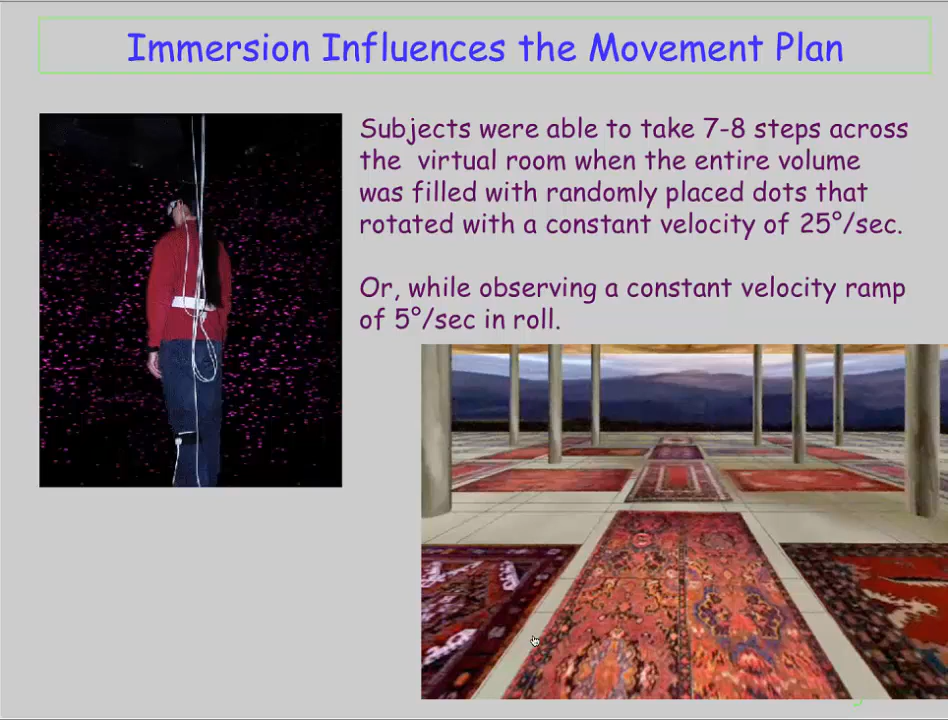 Immersion Influences the Movement Plan
Subjects were able to take 7-8 steps across
the virtual room when the entire volume
was filled with randomly placed dots that
rotated with a constant velocity of 25°/sec.
Or, while observing a constant velocity ramp
of 5°/sec in roll.